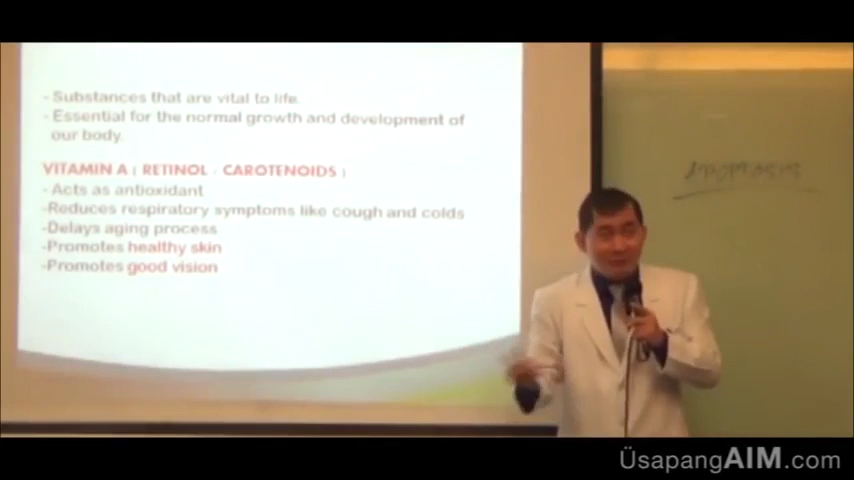 - Substances that are vital to life.
- Essential for the normal growth and development of
our body.
VITAMIN A ( RETINOL / CAROTENOIDS )
- Acts as antioxidant
-Reduces respiratory symptoms like cough and colds
-Delays aging process
-Promotes healthy skin
-Promotes good vision
APOPTOSIS
ÜsapangAIM.com